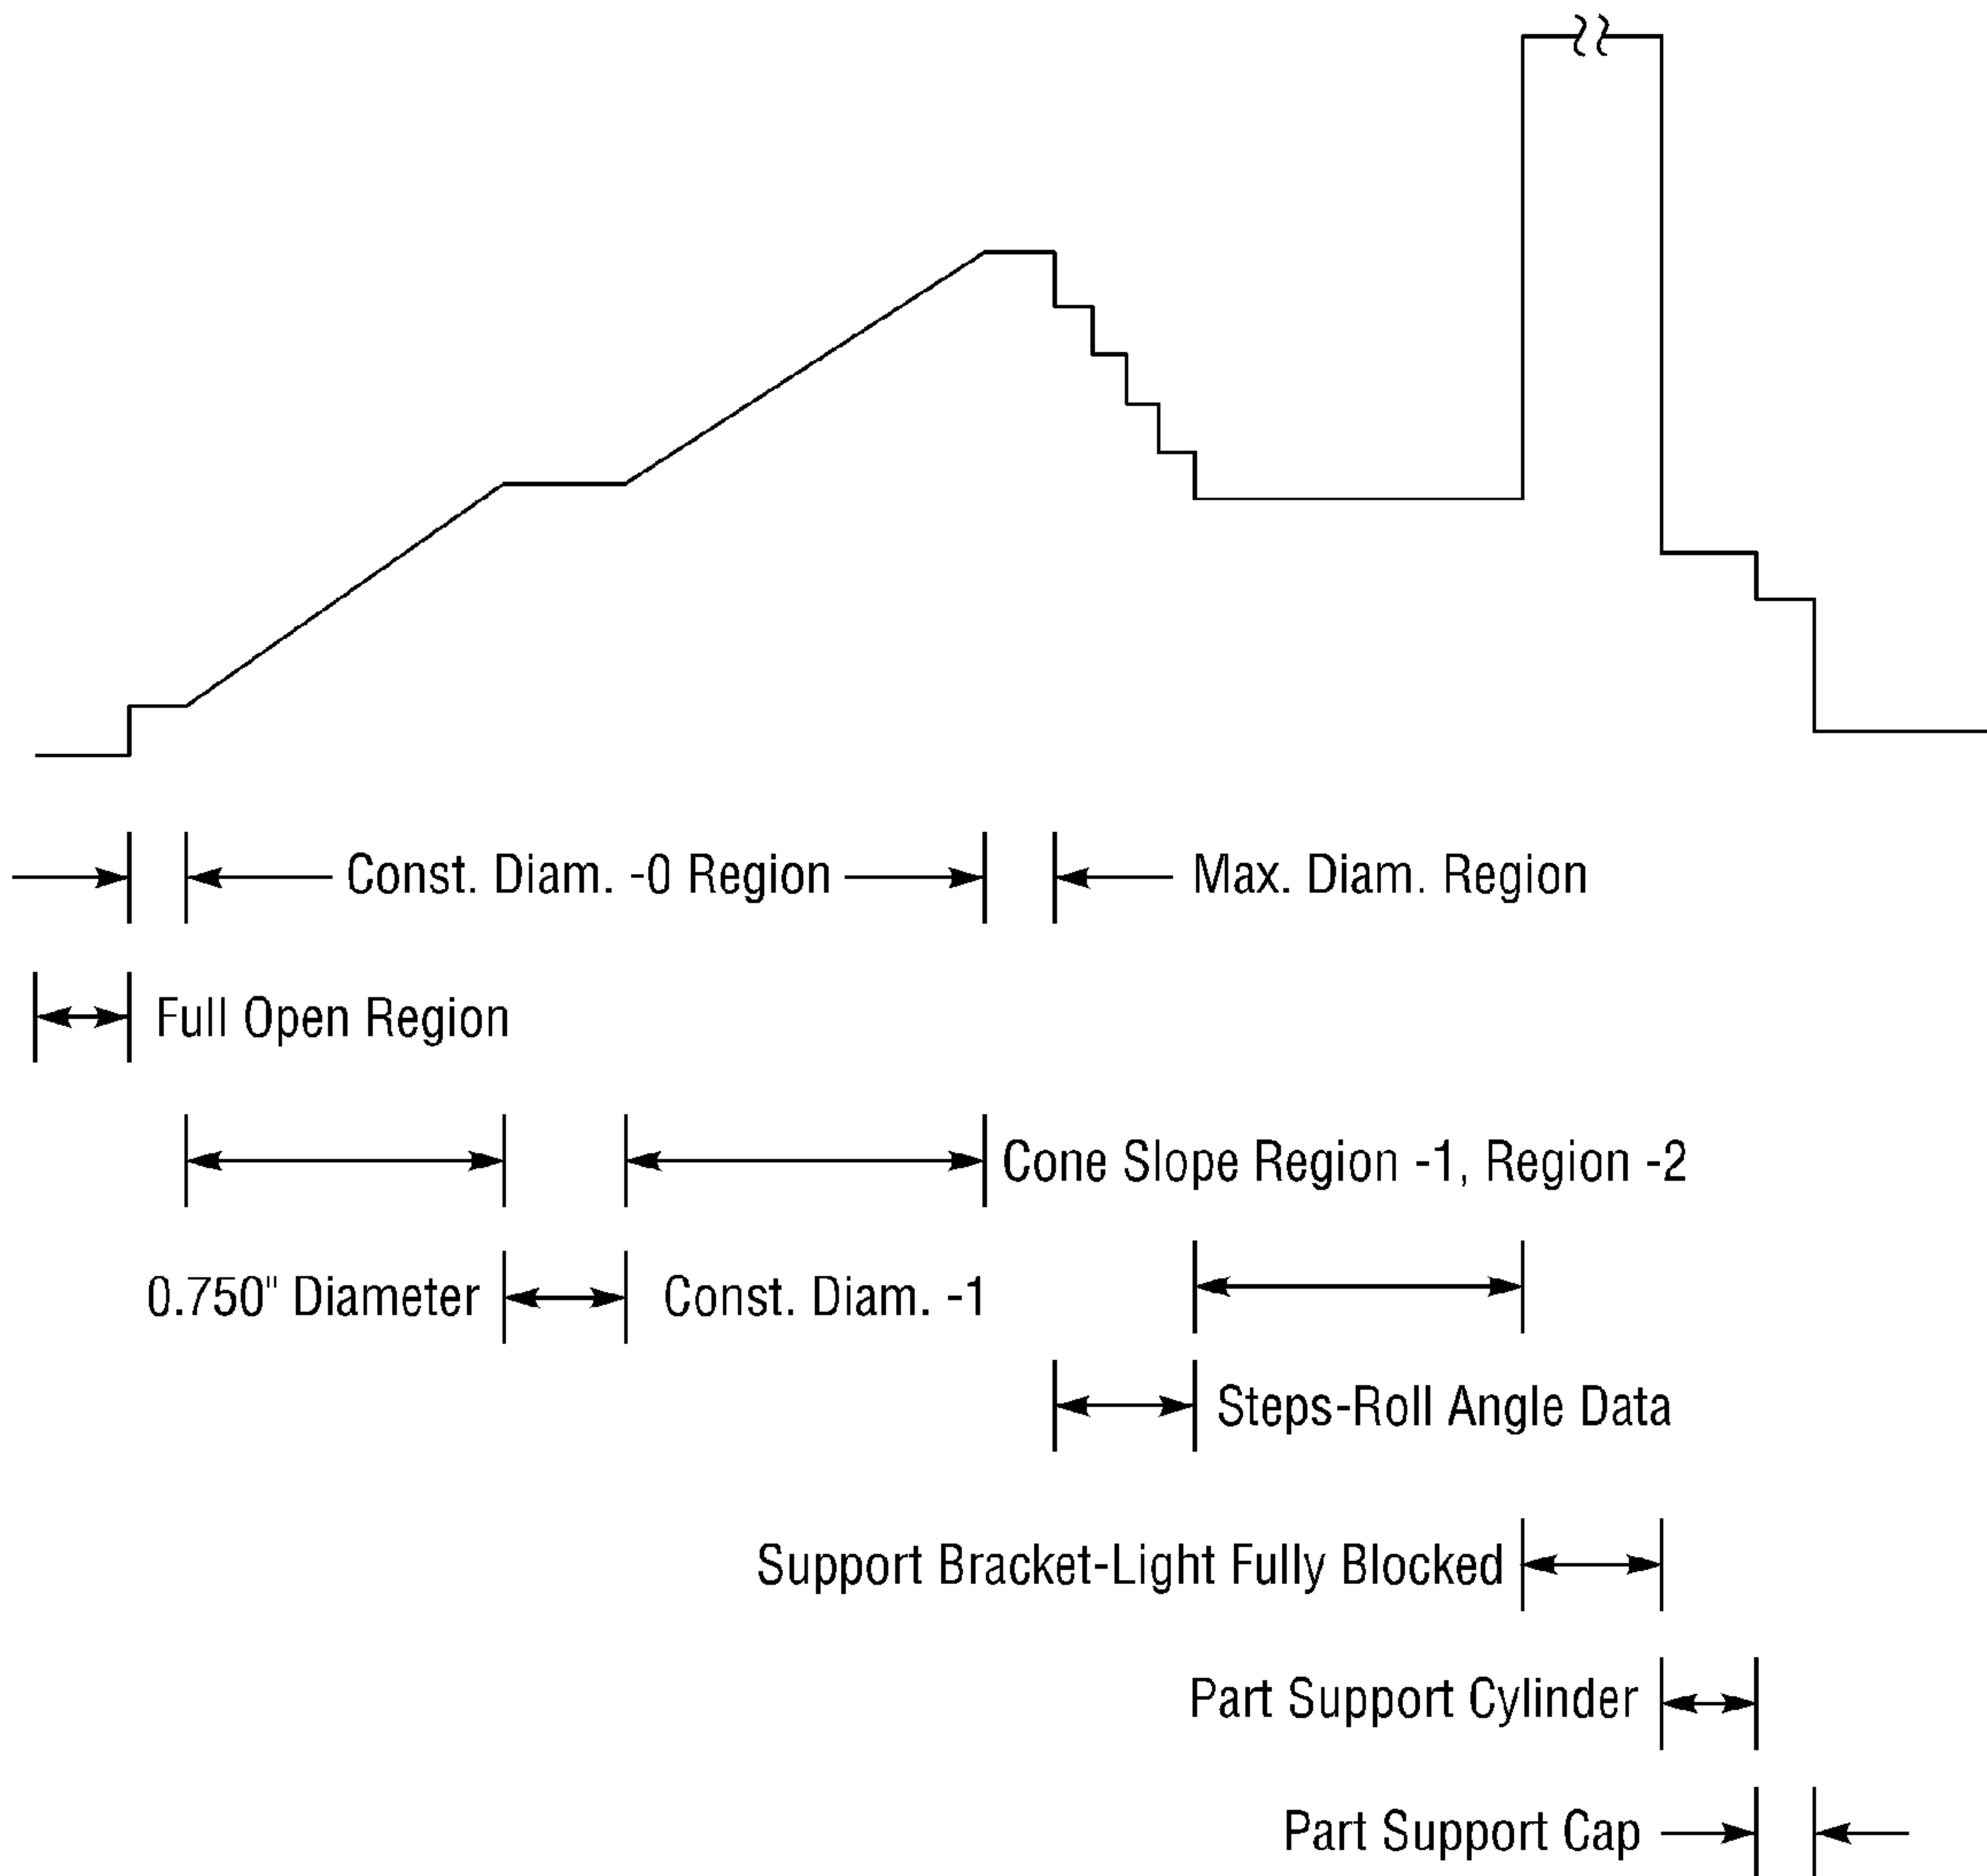 Const. Diam. -0 Region
Max. Diam. Region
Full Open Region
Cone Slope Region -1, Region -2
0.750" Diameter
Const. Diam. -1
Steps-Roll Angle Data
Support Bracket-Light Fully Blocked
Part Support Cylinder
Part Support Cap